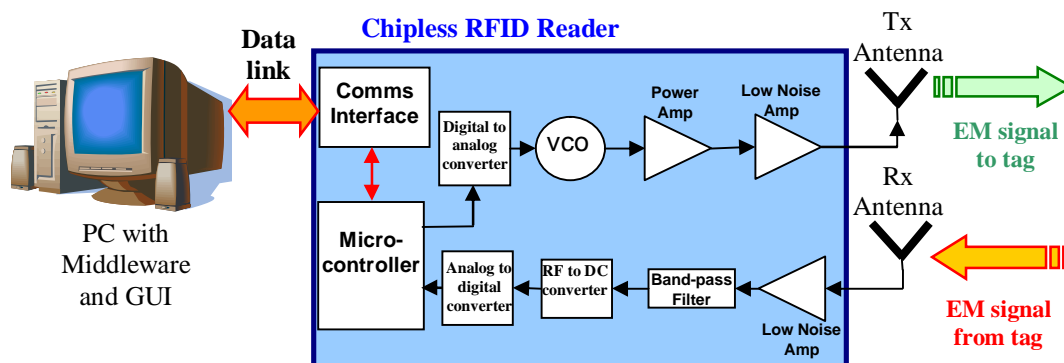 Chipless RFID Reader
Data
link
Comms
Interface
Digital to
analog
converter
VCO
Power
Amp
Low Noise
Amp
Tx
Antenna
EM signal
to tag
PC with
Middleware
and GUI
Micro-
controller
Analog to
digital
converter
RF to DC
converter
Band-pass
Filter
Low Noise
Amp
Rx
Antenna
EM signal
from tag